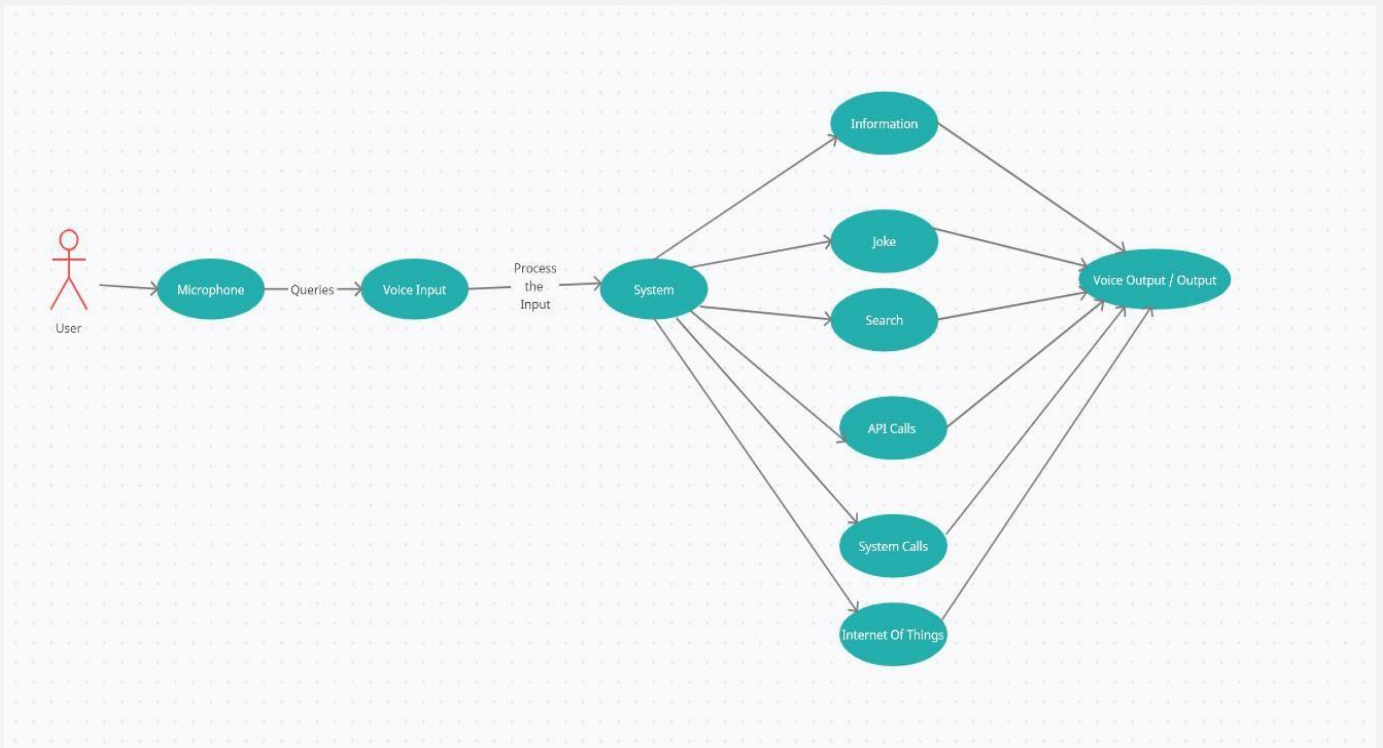 User
Microphone
Queries
Voice Input
Process
the
Input
System
Information
Joke
Search
API Calls
System Calls
Internet Of Things
Voice Output / Output